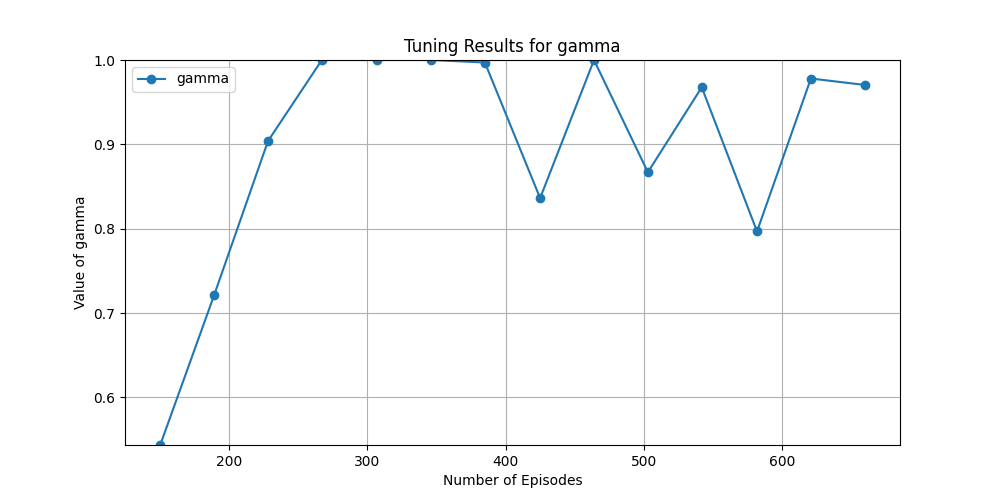 Tuning Results for gamma
gamma
Value of gamma
1.0
0.9
0.8
0.7
0.6
200 300 400 500 600
Number of Episodes